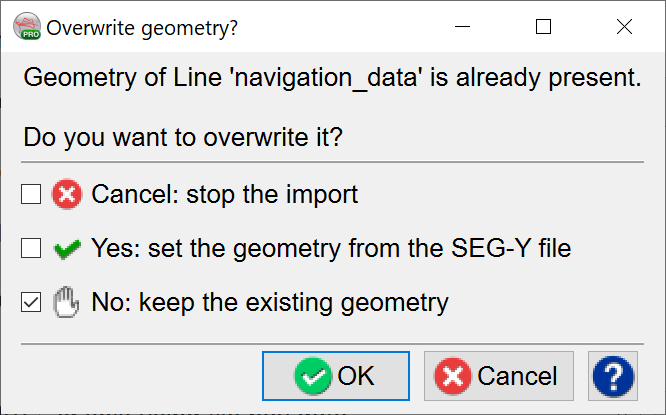 PRO Overwrite geometry?
Geometry of Line 'navigation_data' is already present.
Do you want to overwrite it?
Cancel: stop the import
Yes: set the geometry from the SEG-Y file
No: keep the existing geometry
OK Cancel ?